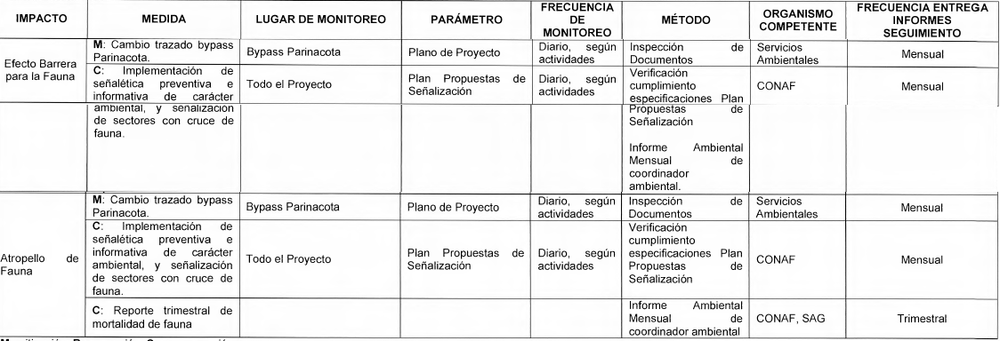 IMPACTO MEDIDA LUGAR DE MONITOREO PARÁMETRO FRECUENCIA DE MONITOREO MÉTODO ORGANISMO COMPETENTE FRECUENCIA ENTREGA INFORMES SEGUIMIENTO
Efecto Barrera
para la Fauna
M: Cambio trazado bypass
Parinacota.
Bypass Parinacota
Plano de Proyecto
Diario, según
actividades
Inspección de
Documentos
Servicios
Ambientales
Mensual
C: Implementación de
señalética preventiva e
informativa de carácter
ambiental, y señalización
de sectores con cruce de
fauna.
Todo el Proyecto
Plan Propuestas de
Señalización
Diario, según
actividades
Verificación
cumplimiento
especificaciones Plan
Propuestas de
Señalización
Informe Ambiental
Mensual de
coordinador
ambiental.
CONAF
Mensual
Atropello de
Fauna
M: Cambio trazado bypass
Parinacota.
Bypass Parinacota
Plano de Proyecto
Diario, según
actividades
Inspección de
Documentos
Servicios
Ambientales
Mensual
C: Implementación de
señalética preventiva e
informativa de carácter
ambiental, y señalización
de sectores con cruce de
fauna.
Todo el Proyecto
Plan Propuestas de
Señalización
Diario, según
actividades
Verificación
cumplimiento
especificaciones Plan
Propuestas de
Señalización
CONAF
Mensual
C: Reporte trimestral de
mortalidad de fauna
Informe Ambiental
Mensual de
coordinador ambiental
CONAF, SAG
Trimestral